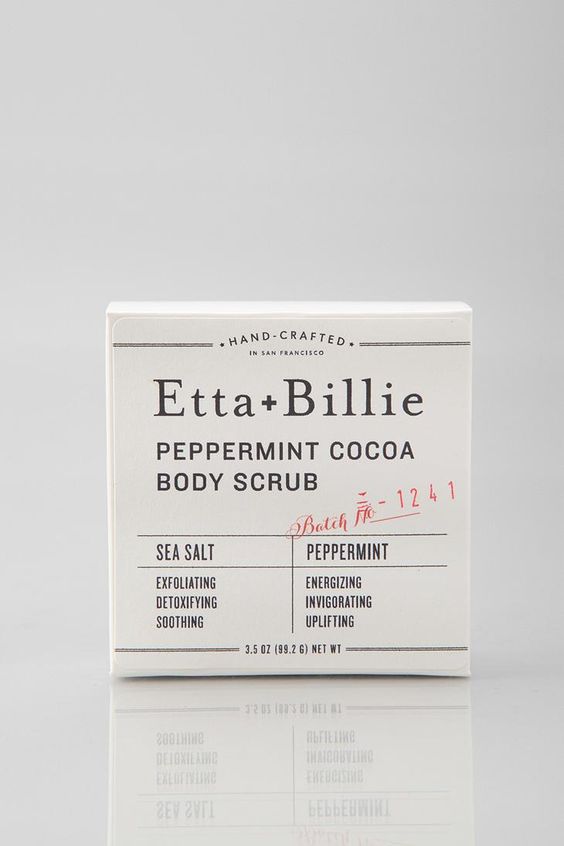 HAND-CRAFTED
IN SAN FRANCISCO
Etta+Billie
PEPPERMINT COCOA
BODY SCRUB
Batch No - 1241
SEA SALT
PEPPERMINT
EXFOLIATING
DETOXIFYING
SOOTHING
ENERGIZING
INVIGORATING
UPLIFTING
3.5 OZ (99.2 G) NET WT